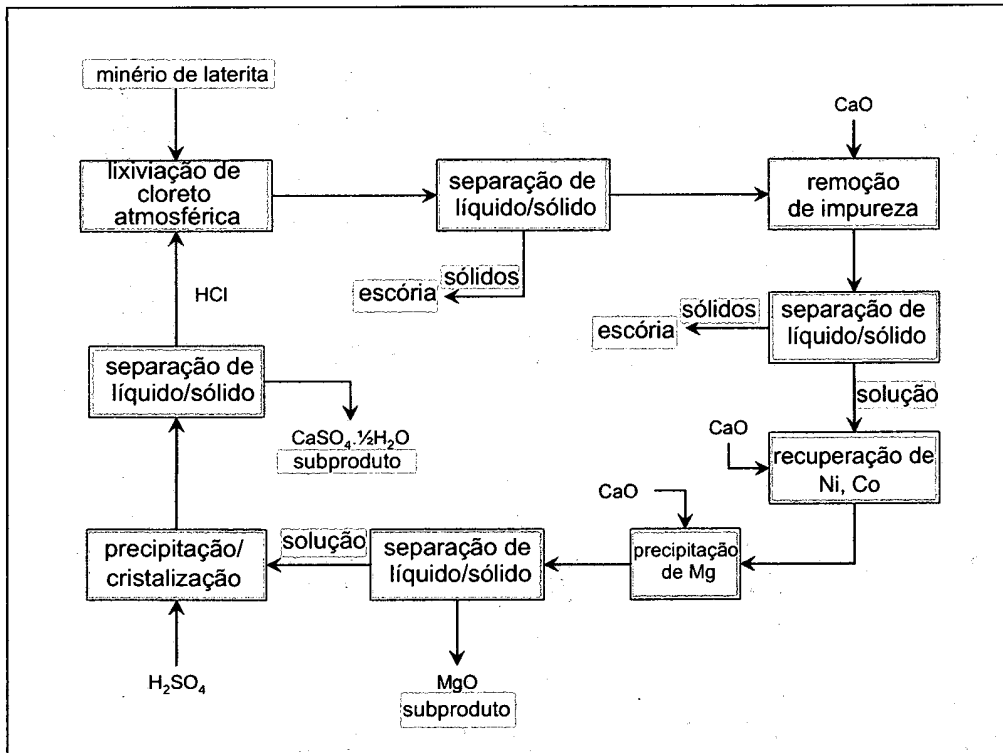 minério de laterita
CaO
lixiviação de
cloreto
atmosférica
separação de
líquido/sólido
remoção
de impureza
HCl
sólidos
escória
separação de
líquido/sólido
sólidos
escória
separação de
líquido/sólido
solução
CaSO₄.½H₂O
subproduto
CaO
recuperação de
Ni, Co
CaO
precipitação/
cristalização
solução
separação de
líquido/sólido
precipitação
de Mg
H₂SO₄
MgO
subproduto